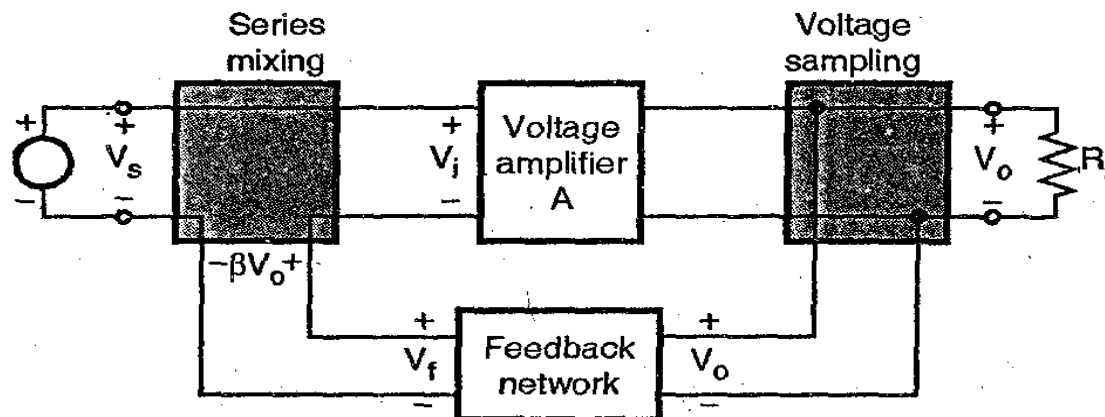 Series
mixing
Voltage
sampling
+
+
Vs
-
-
+
Vi
-
Voltage
amplifier
A
+
Vo
-
R
-βVo+
+
Vf
-
Feedback
network
+
Vo
-